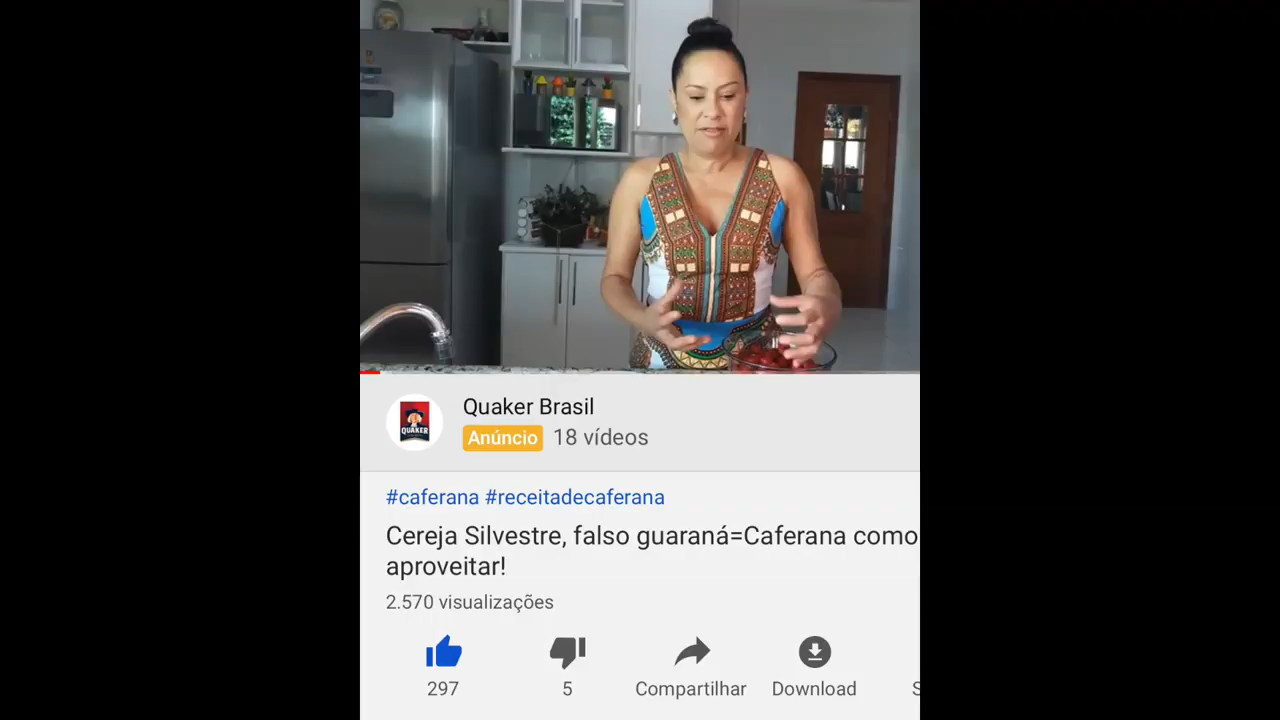 QUAKER
Quaker Brasil
Anúncio 18 vídeos
#caferana #receitadecaferana
Cereja Silvestre, falso guaraná=Caferana como
aproveitar!
2.570 visualizações
297 5 Compartilhar Download S